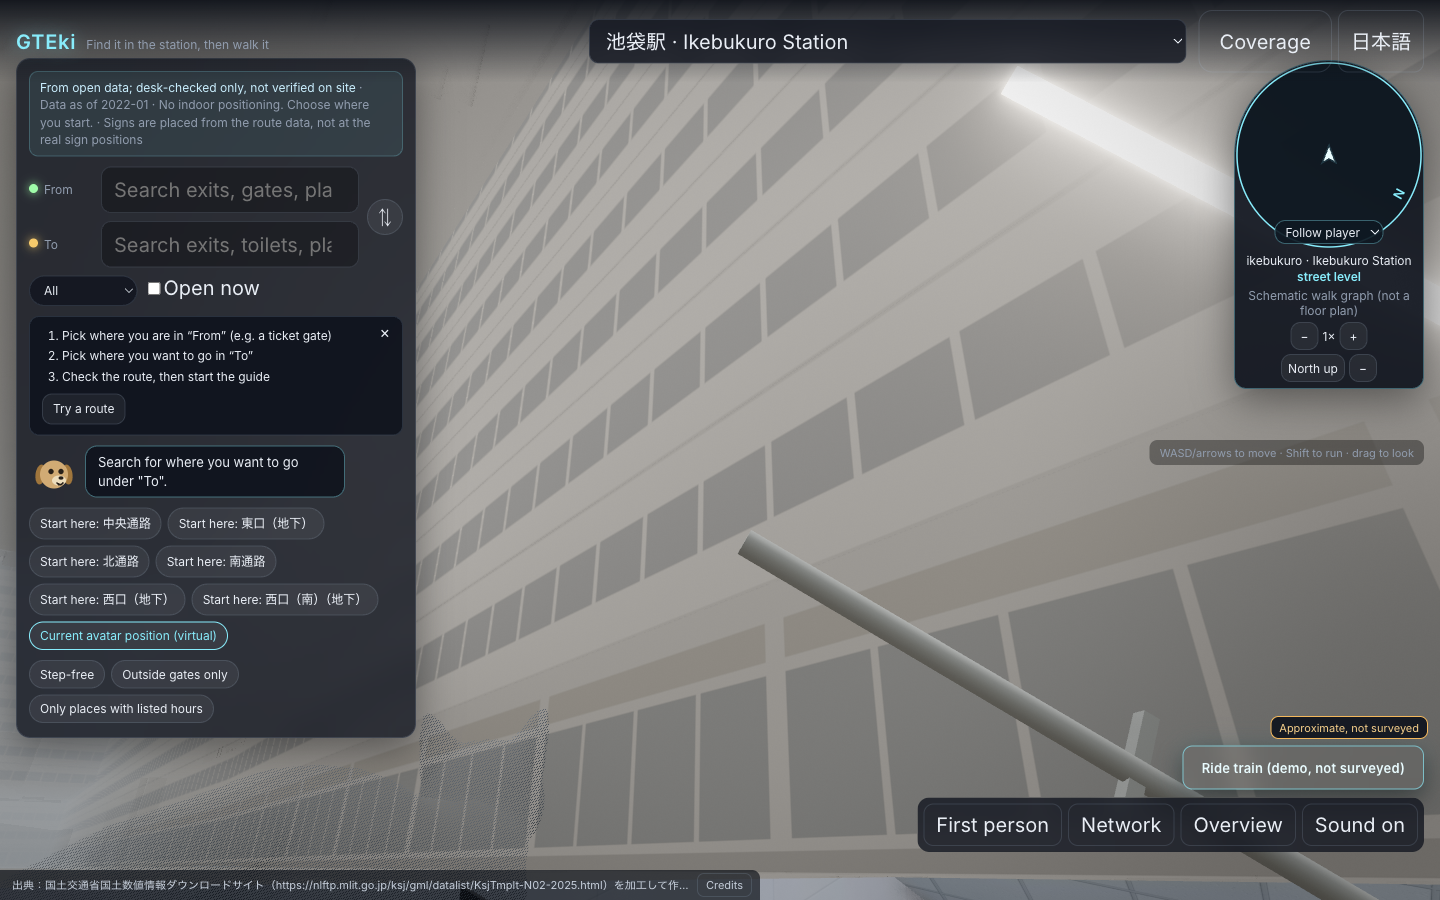 GTEki Find it in the station, then walk it
池袋駅 · Ikebukuro Station
Coverage
日本語
From open data; desk-checked only, not verified on site ·
Data as of 2022-01 · No indoor positioning. Choose where
you start. · Signs are placed from the route data, not at the
real sign positions
From
Search exits, gates, pla
To
Search exits, toilets, pla
All
Open now
1. Pick where you are in “From” (e.g. a ticket gate)
2. Pick where you want to go in “To”
3. Check the route, then start the guide
×
Try a route
Search for where you want to go
under "To".
Start here: 中央通路
Start here: 東口（地下）
Start here: 北通路
Start here: 南通路
Start here: 西口（地下）
Start here: 西口（南）（地下）
Current avatar position (virtual)
Step-free
Outside gates only
Only places with listed hours
N
Follow player
ikebukuro · Ikebukuro Station
street level
Schematic walk graph (not a
floor plan)
− 1× +
North up −
WASD/arrows to move · Shift to run · drag to look
Approximate, not surveyed
Ride train (demo, not surveyed)
First person
Network
Overview
Sound on
出典：国土交通省国土数値情報ダウンロードサイト（https://nlftp.mlit.go.jp/ksj/gml/datalist/KsjTmplt-N02-2025.html）を加工して作...
Credits